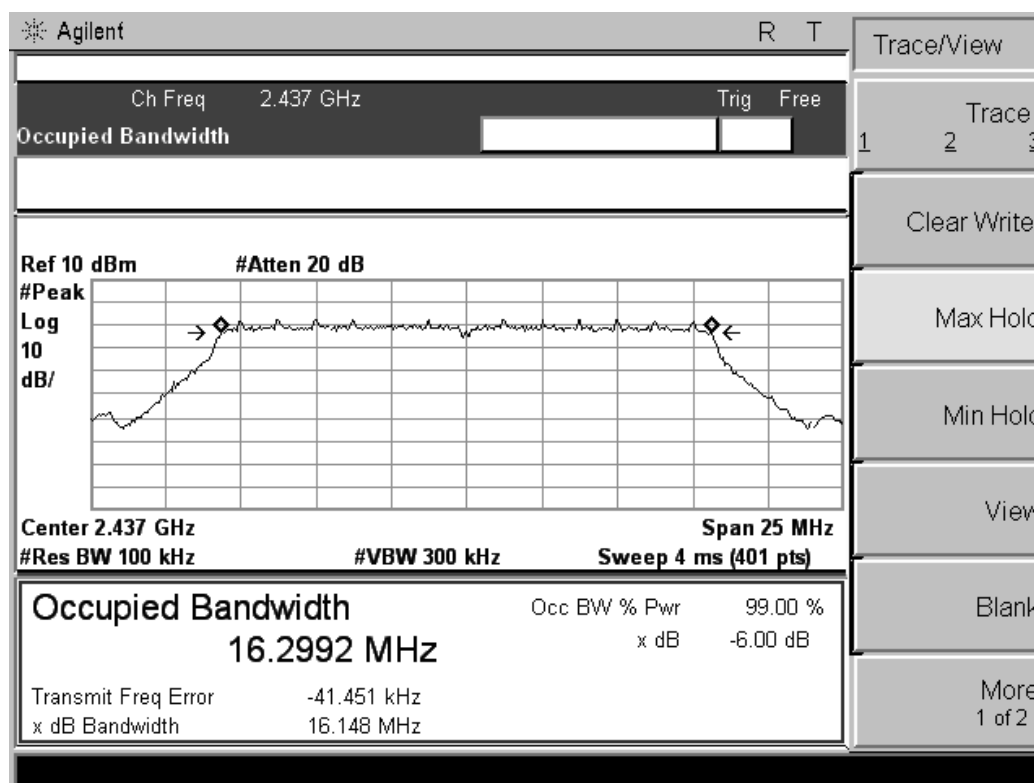 Agilent R T
Trace/View
Ch Freq 2.437 GHz Trig Free
Occupied Bandwidth
Trace
1 2 3
Clear Write
Max Hold
Min Hold
View
Blank
More
1 of 2
Ref 10 dBm #Atten 20 dB
#Peak
Log
10
dB/
Center 2.437 GHz Span 25 MHz
#Res BW 100 kHz #VBW 300 kHz Sweep 4 ms (401 pts)
Occupied Bandwidth
16.2992 MHz
Occ BW % Pwr 99.00 %
x dB -6.00 dB
Transmit Freq Error -41.451 kHz
x dB Bandwidth 16.148 MHz